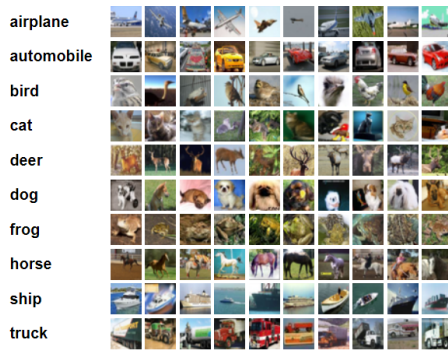 airplane
automobile
bird
cat
deer
dog
frog
horse
ship
truck